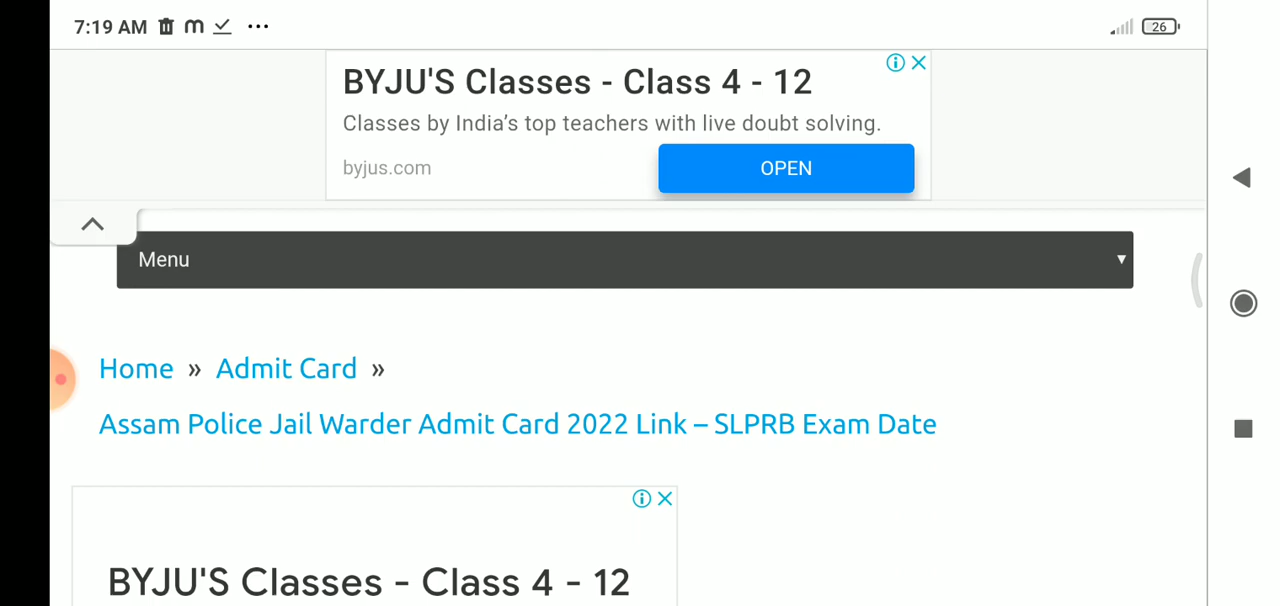 7:19 AM
26
BYJU'S Classes - Class 4 - 12
Classes by India's top teachers with live doubt solving.
byjus.com
OPEN
Menu
Home » Admit Card »
Assam Police Jail Warder Admit Card 2022 Link – SLPRB Exam Date
BYJU'S Classes - Class 4 - 12